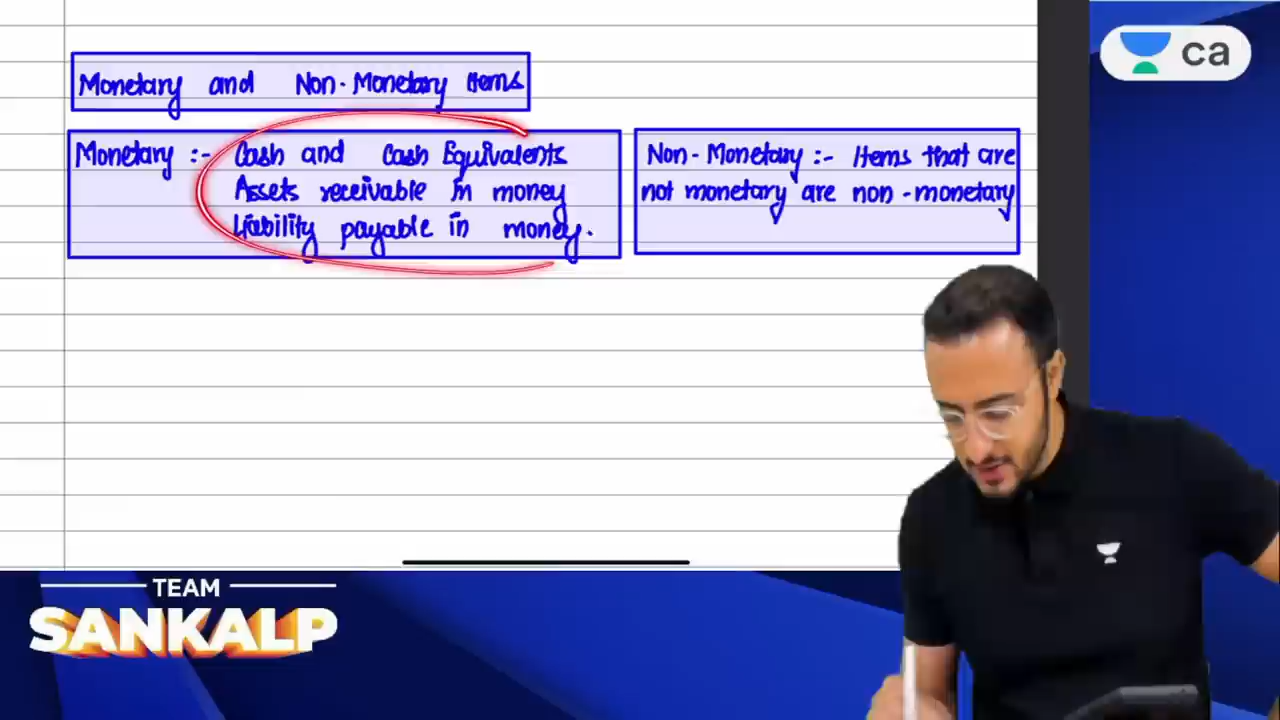 Monetary and Non-Monetary Items
Monetary :- Cash and Cash Equivalents
Assets receivable in money
Liability payable in money.
Non-Monetary :- Items that are
not monetary are non-monetary
ca
TEAM
SANKALP